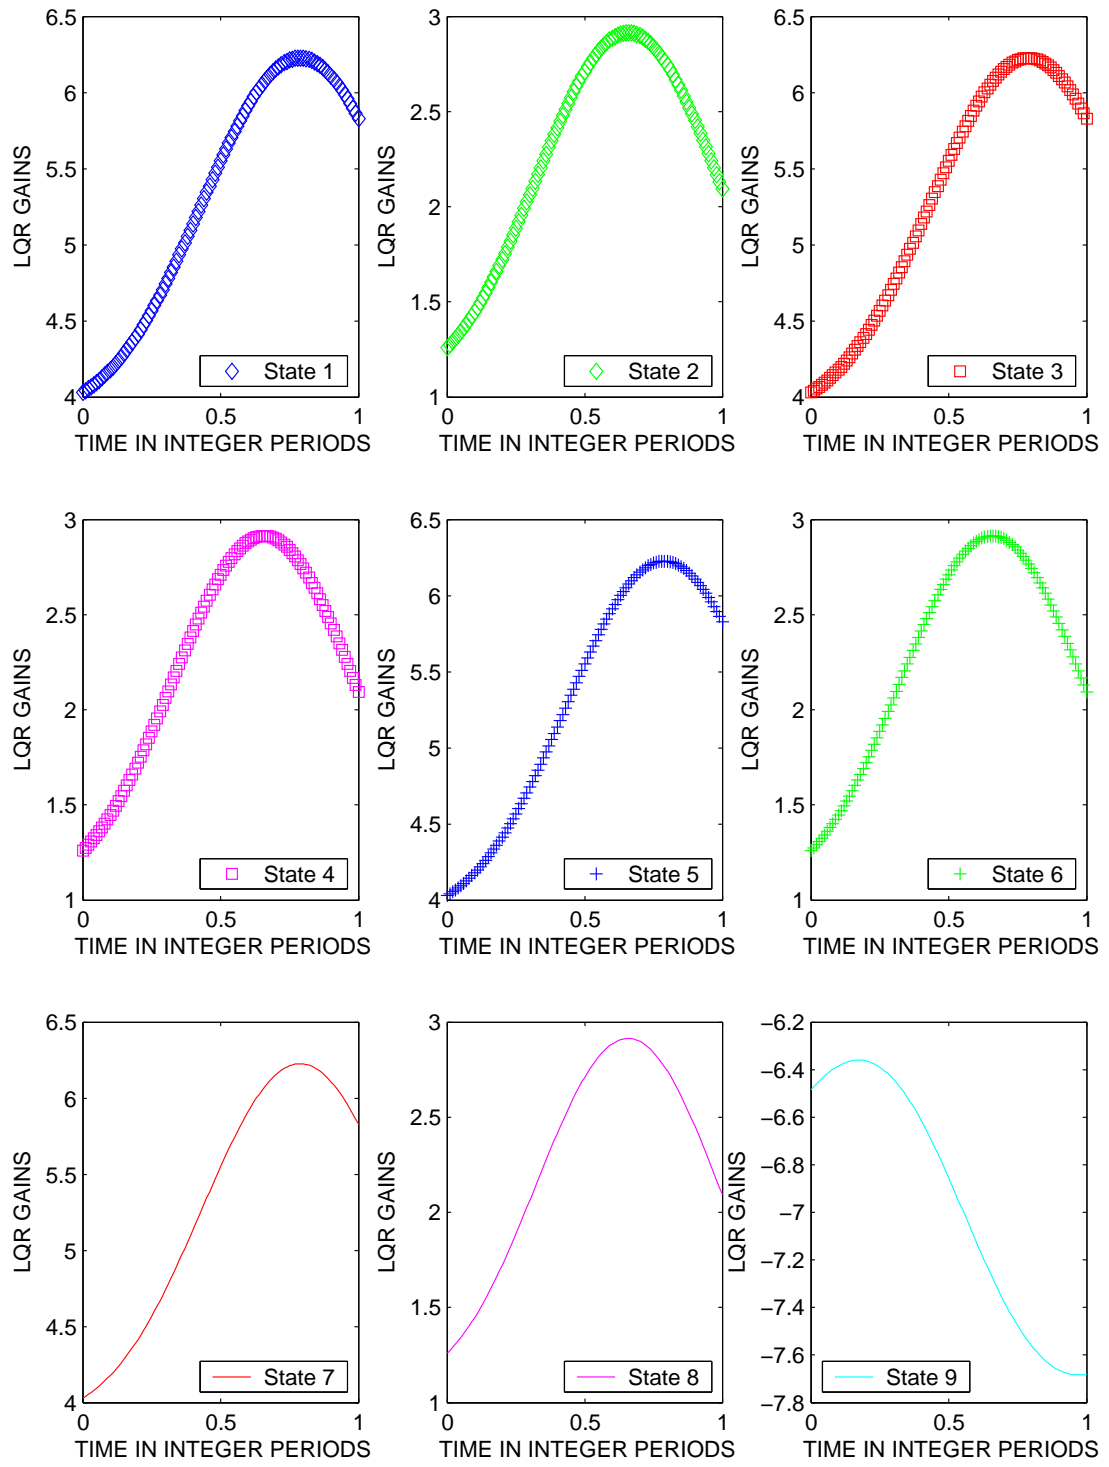 6.5
6
5.5
5
4.5
4
LQR GAINS
State 1
0 0.5 1
TIME IN INTEGER PERIODS
3
2.5
2
1.5
1
LQR GAINS
State 2
0 0.5 1
TIME IN INTEGER PERIODS
6.5
6
5.5
5
4.5
4
LQR GAINS
State 3
0 0.5 1
TIME IN INTEGER PERIODS
3
2.5
2
1.5
1
LQR GAINS
State 4
0 0.5 1
TIME IN INTEGER PERIODS
6.5
6
5.5
5
4.5
4
LQR GAINS
State 5
0 0.5 1
TIME IN INTEGER PERIODS
3
2.5
2
1.5
1
LQR GAINS
State 6
0 0.5 1
TIME IN INTEGER PERIODS
6.5
6
5.5
5
4.5
4
LQR GAINS
State 7
0 0.5 1
TIME IN INTEGER PERIODS
3
2.5
2
1.5
1
LQR GAINS
State 8
0 0.5 1
TIME IN INTEGER PERIODS
−6.2
−6.4
−6.6
−6.8
−7
−7.2
−7.4
−7.6
−7.8
LQR GAINS
State 9
0 0.5 1
TIME IN INTEGER PERIODS